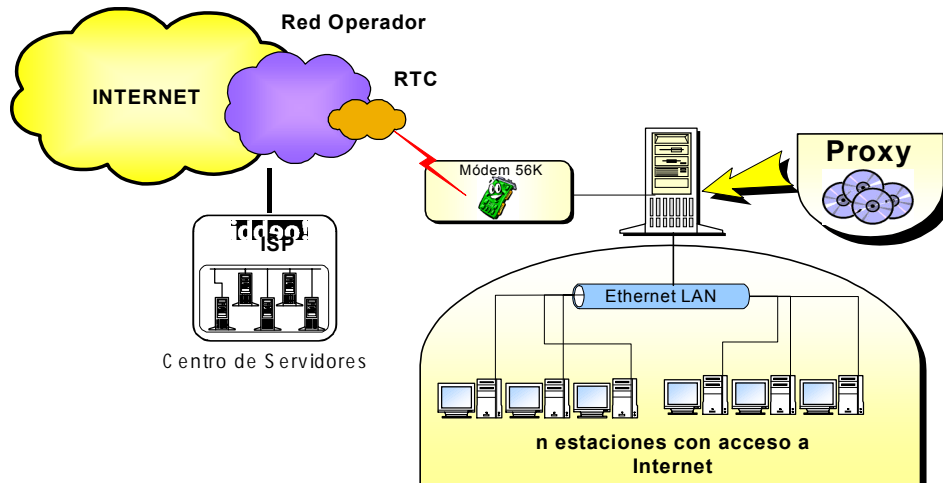 Red Operador
RTC
INTERNET
Módem 56K
Proxy
ISP
Centro de Servidores
Ethernet LAN
n estaciones con acceso a
Internet